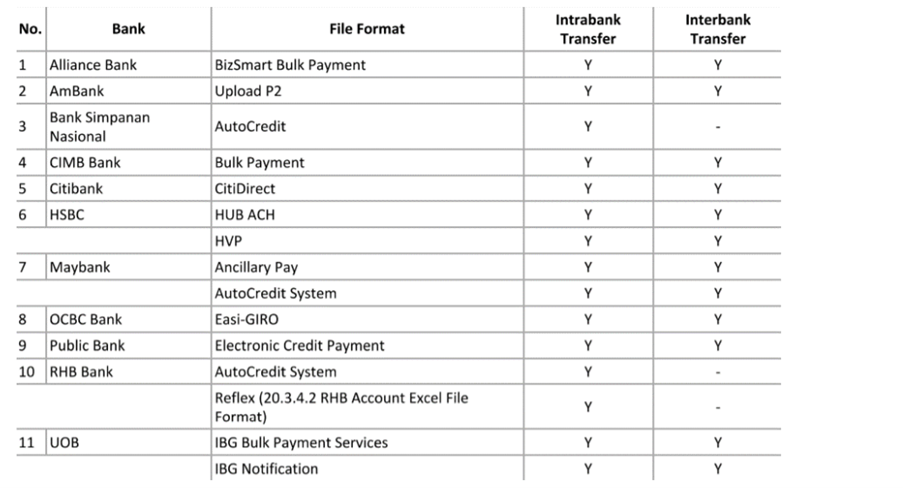 No. Bank File Format Intrabank Transfer Interbank Transfer
1 Alliance Bank BizSmart Bulk Payment Y Y
2 AmBank Upload P2 Y Y
3 Bank Simpanan Nasional AutoCredit Y -
4 CIMB Bank Bulk Payment Y Y
5 Citibank CitiDirect Y Y
6 HSBC HUB ACH Y Y
HVP Y Y
7 Maybank Ancillary Pay Y Y
AutoCredit System Y Y
8 OCBC Bank Easi-GIRO Y Y
9 Public Bank Electronic Credit Payment Y Y
10 RHB Bank AutoCredit System Y -
Reflex (20.3.4.2 RHB Account Excel File Format) Y -
11 UOB IBG Bulk Payment Services Y Y
IBG Notification Y Y